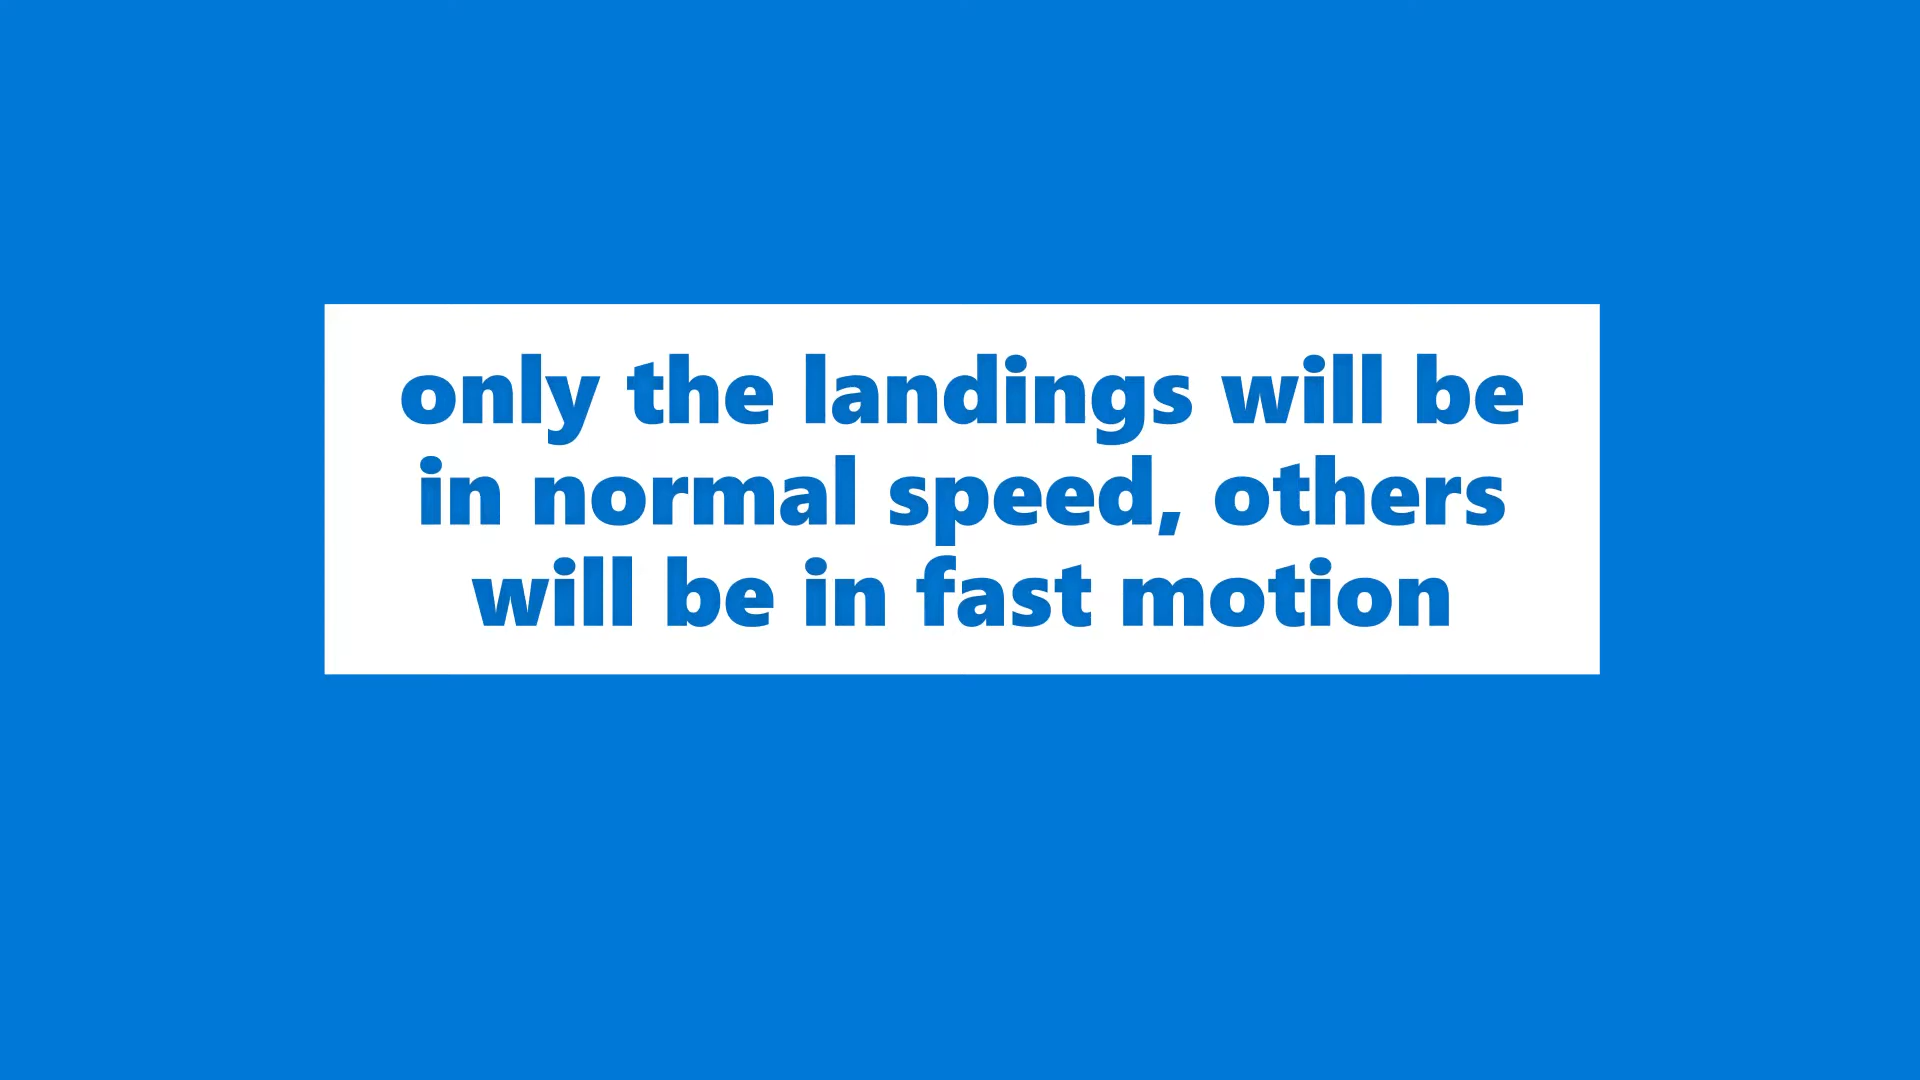 only the landings will be
in normal speed, others
will be in fast motion